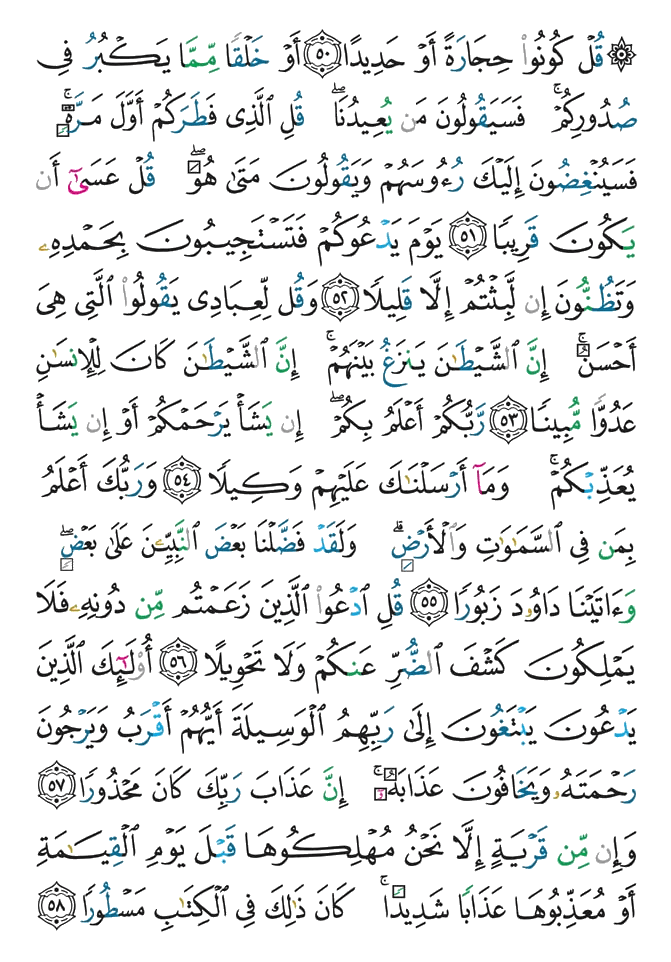 ۞قُلْ كُونُوا۟ حِجَارَةً أَوْ حَدِيدًا ٥٠ أَوْ خَلْقًا مِّمَّا يَكْبُرُ فِى
صُدُورِكُمْ ۚ فَسَيَقُولُونَ مَن يُعِيدُنَا ۖ قُلِ ٱلَّذِى فَطَرَكُمْ أَوَّلَ مَرَّةٍ ۚ
فَسَيُنْغِضُونَ إِلَيْكَ رُءُوسَهُمْ وَيَقُولُونَ مَتَىٰ هُوَ ۖ قُلْ عَسَىٰٓ أَن
يَكُونَ قَرِيبًا ٥١ يَوْمَ يَدْعُوكُمْ فَتَسْتَجِيبُونَ بِحَمْدِهِۦ
وَتَظُنُّونَ إِن لَّبِثْتُمْ إِلَّا قَلِيلًا ٥٢ وَقُل لِّعِبَادِى يَقُولُوا۟ ٱلَّتِى هِىَ
أَحْسَنُ ۚ إِنَّ ٱلشَّيْطَـٰنَ يَنزَغُ بَيْنَهُمْ ۚ إِنَّ ٱلشَّيْطَـٰنَ كَانَ لِلْإِنسَـٰنِ
عَدُوًّا مُّبِينًا ٥٣ رَّبُّكُمْ أَعْلَمُ بِكُمْ ۖ إِن يَشَأْ يَرْحَمْكُمْ أَوْ إِن يَشَأْ
يُعَذِّبْكُمْ ۚ وَمَآ أَرْسَلْنَـٰكَ عَلَيْهِمْ وَكِيلًا ٥٤ وَرَبُّكَ أَعْلَمُ
بِمَن فِى ٱلسَّمَـٰوَٰتِ وَٱلْأَرْضِ ۗ وَلَقَدْ فَضَّلْنَا بَعْضَ ٱلنَّبِيِّـۧنَ عَلَىٰ بَعْضٍ ۖ
وَءَاتَيْنَا دَاوُۥدَ زَبُورًا ٥٥ قُلِ ٱدْعُوا۟ ٱلَّذِينَ زَعَمْتُم مِّن دُونِهِۦ فَلَا
يَمْلِكُونَ كَشْفَ ٱلضُّرِّ عَنكُمْ وَلَا تَحْوِيلًا ٥٦ أُو۟لَـٰٓئِكَ ٱلَّذِينَ
يَدْعُونَ يَبْتَغُونَ إِلَىٰ رَبِّهِمُ ٱلْوَسِيلَةَ أَيُّهُمْ أَقْرَبُ وَيَرْجُونَ
رَحْمَتَهُۥ وَيَخَافُونَ عَذَابَهُۥٓ ۚ إِنَّ عَذَابَ رَبِّكَ كَانَ مَحْذُورًا ٥٧
وَإِن مِّن قَرْيَةٍ إِلَّا نَحْنُ مُهْلِكُوهَا قَبْلَ يَوْمِ ٱلْقِيَـٰمَةِ
أَوْ مُعَذِّبُوهَا عَذَابًا شَدِيدًا ۚ كَانَ ذَٰلِكَ فِى ٱلْكِتَـٰبِ مَسْطُورًا ٥٨